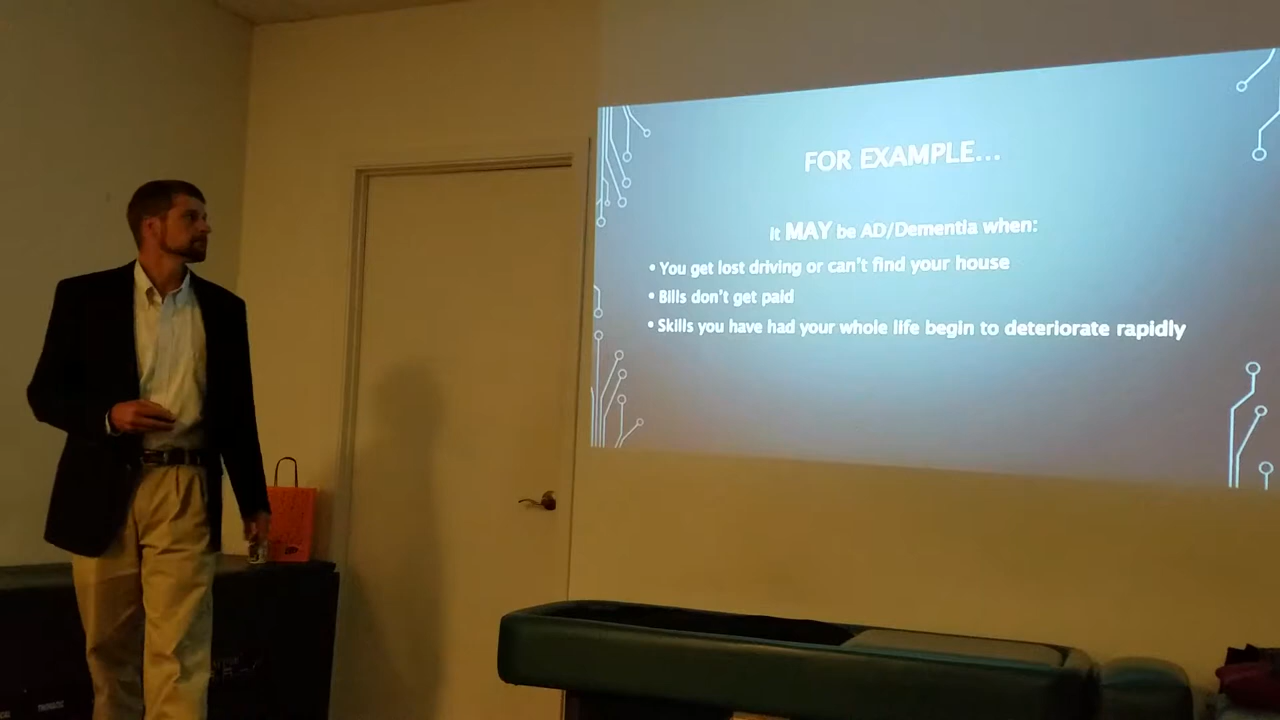 FOR EXAMPLE...
It MAY be AD/Dementia when:
• You get lost driving or can't find your house
• Bills don't get paid
• Skills you have had your whole life begin to deteriorate rapidly